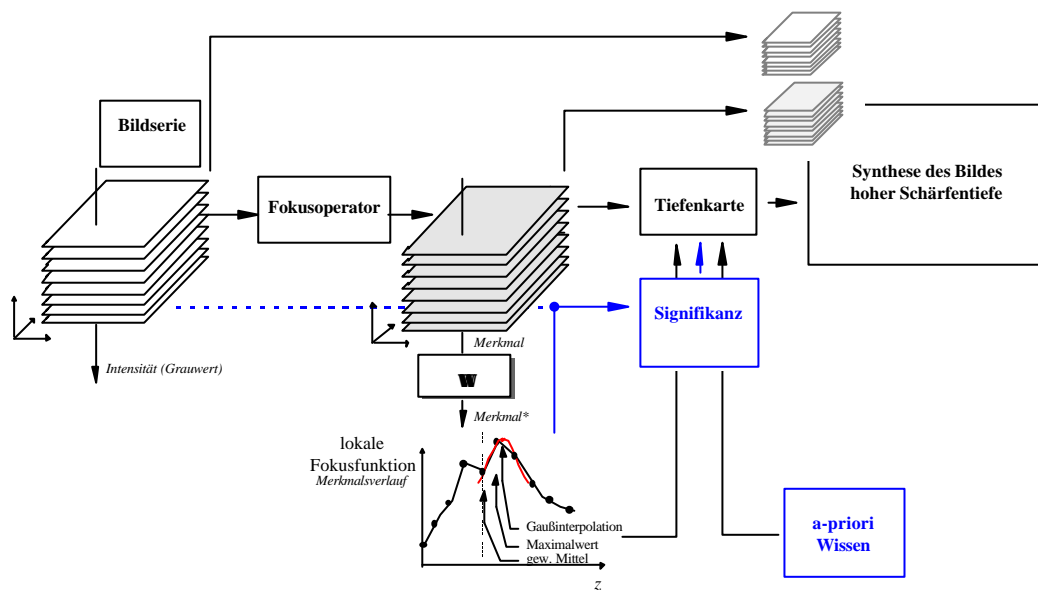 Bildserie
Fokusoperator
Tiefenkarte
Synthese des Bildes
hoher Schärfentiefe
Signifikanz
Intensität (Grauwert)
Merkmal
W
Merkmal*
lokale
Fokusfunktion
Merkmalsverlauf
Gaußinterpolation
Maximalwert
gew. Mittel
z
a-priori
Wissen